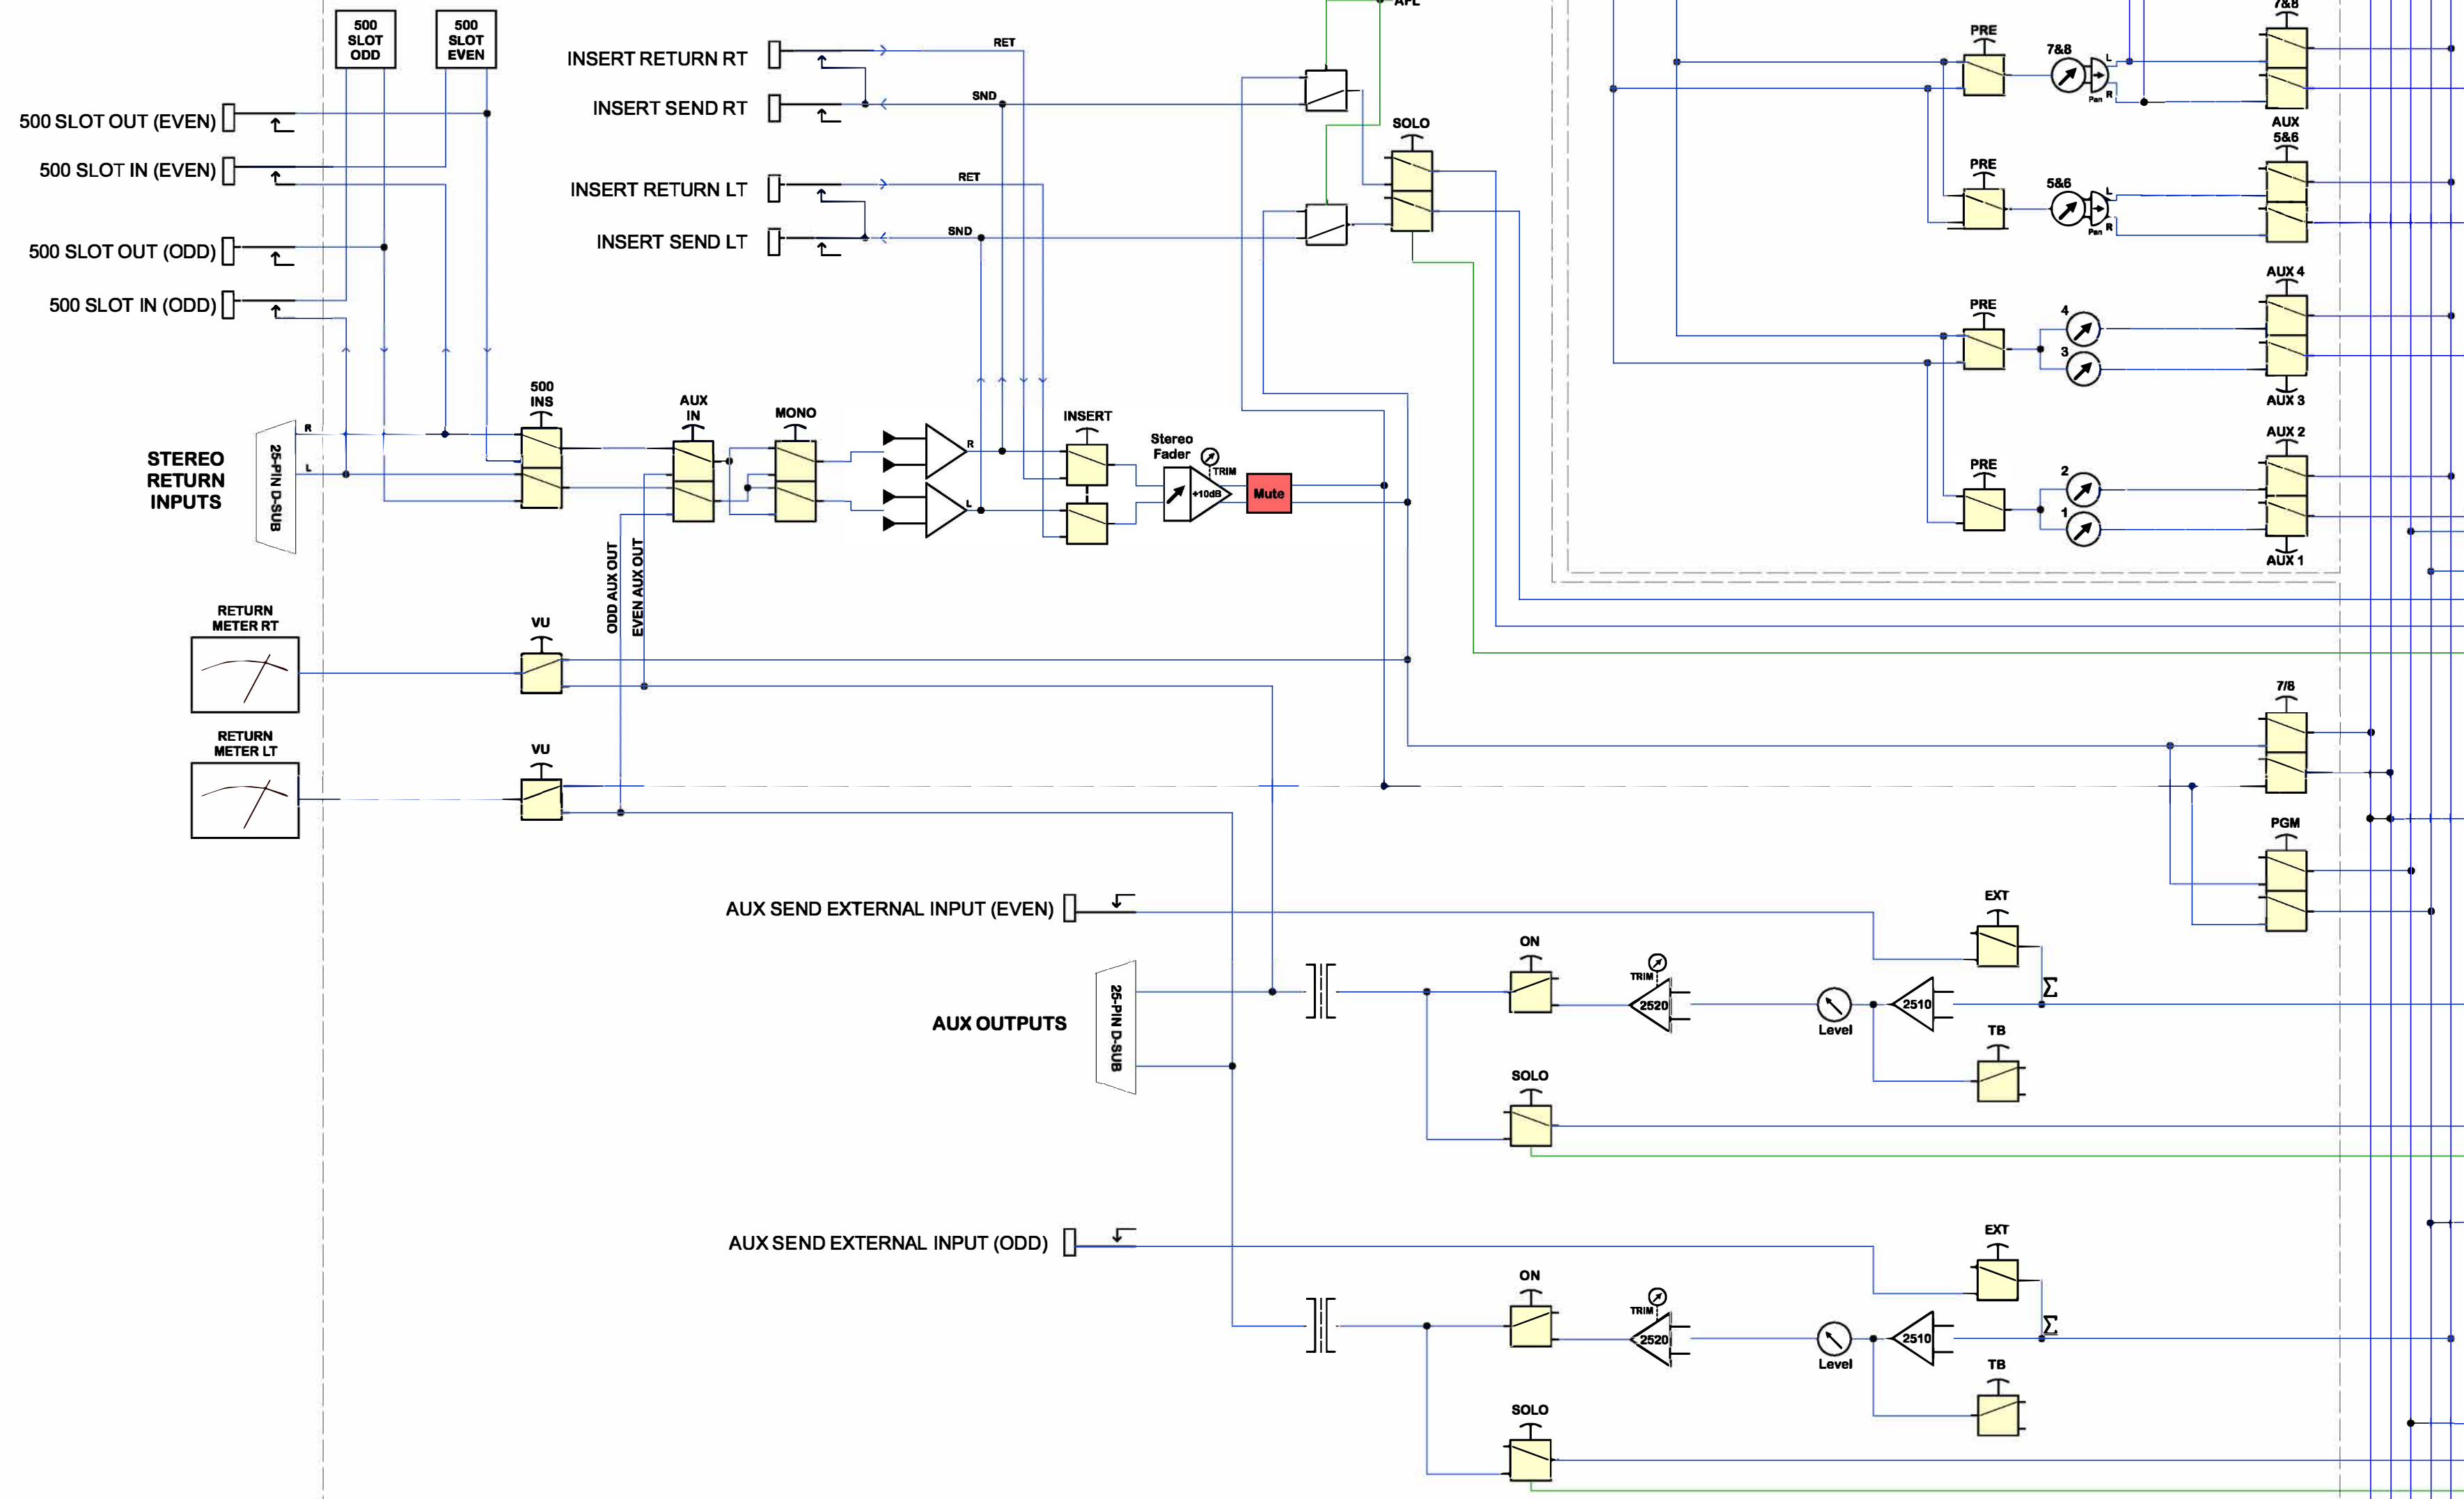 500
SLOT
ODD
500
SLOT
EVEN
500 SLOT OUT (EVEN)
500 SLOT IN (EVEN)
500 SLOT OUT (ODD)
500 SLOT IN (ODD)
INSERT RETURN RT
RET
INSERT SEND RT
SND
INSERT RETURN LT
RET
INSERT SEND LT
SND
AFL
SOLO
PRE
7&8
L
R
Pan
7&8
PRE
5&6
L
R
Pan
AUX
5&6
PRE
4
3
AUX 4
AUX 3
PRE
2
1
AUX 2
AUX 1
STEREO
RETURN
INPUTS
25-PIN D-SUB
R
L
500
INS
AUX
IN
MONO
R
L
INSERT
Stereo
Fader
TRIM
+10dB
Mute
ODD AUX OUT
EVEN AUX OUT
RETURN
METER RT
VU
RETURN
METER LT
VU
7/8
PGM
AUX SEND EXTERNAL INPUT (EVEN)
EXT
AUX OUTPUTS
25-PIN D-SUB
ON
TRIM
2520
Level
2510
Σ
TB
SOLO
AUX SEND EXTERNAL INPUT (ODD)
EXT
ON
TRIM
2520
Level
2510
Σ
TB
SOLO